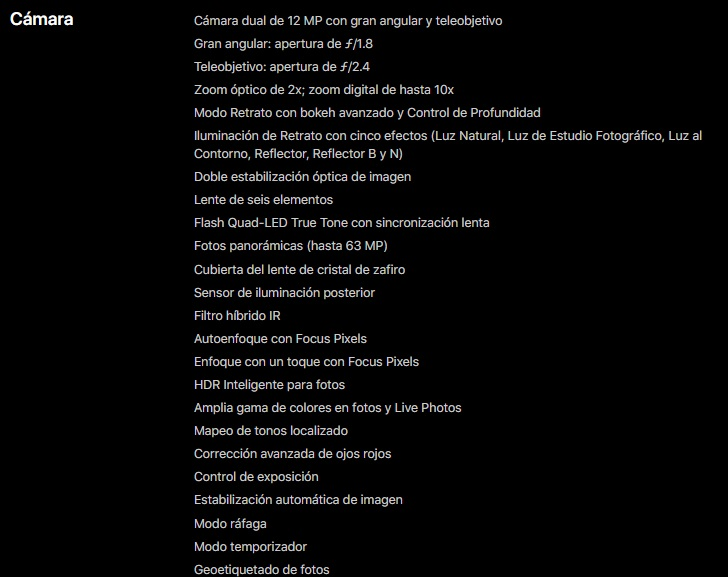 Cámara
Cámara dual de 12 MP con gran angular y teleobjetivo
Gran angular: apertura de ƒ/1.8
Teleobjetivo: apertura de ƒ/2.4
Zoom óptico de 2x; zoom digital de hasta 10x
Modo Retrato con bokeh avanzado y Control de Profundidad
Iluminación de Retrato con cinco efectos (Luz Natural, Luz de Estudio Fotográfico, Luz al
Contorno, Reflector, Reflector B y N)
Doble estabilización óptica de imagen
Lente de seis elementos
Flash Quad-LED True Tone con sincronización lenta
Fotos panorámicas (hasta 63 MP)
Cubierta del lente de cristal de zafiro
Sensor de iluminación posterior
Filtro híbrido IR
Autoenfoque con Focus Pixels
Enfoque con un toque con Focus Pixels
HDR Inteligente para fotos
Amplia gama de colores en fotos y Live Photos
Mapeo de tonos localizado
Corrección avanzada de ojos rojos
Control de exposición
Estabilización automática de imagen
Modo ráfaga
Modo temporizador
Geoetiquetado de fotos